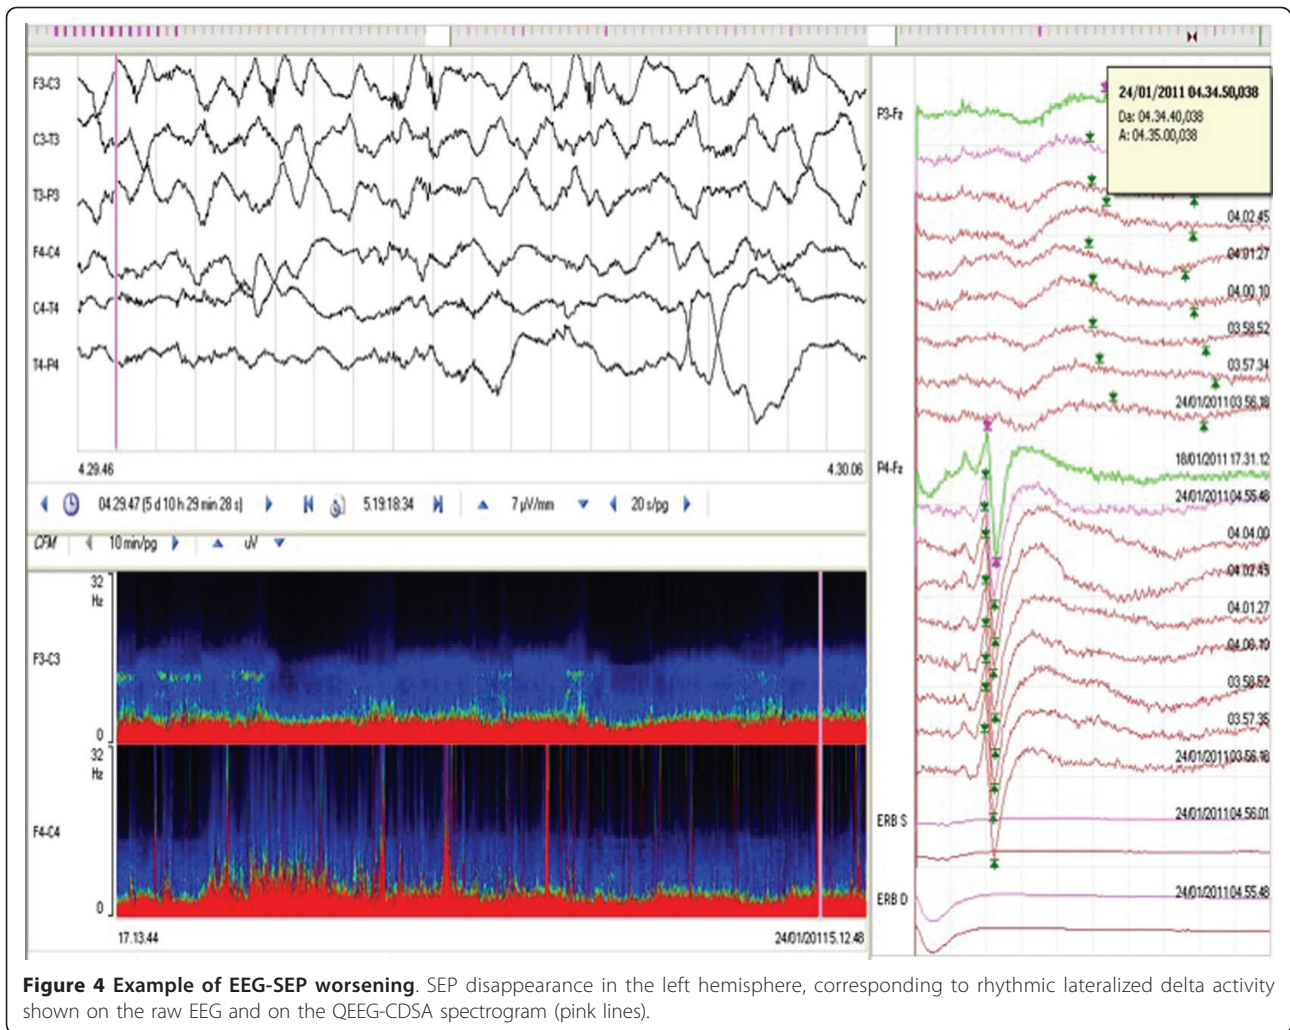 F3-C3
C3-T3
T3-P3
F4-C4
C4-T4
T4-P4
4.29.46
4.30.06
04.29.47 (5 d 10 h 29 min 28 s)
5.19:18:34
7 µV/mm
20 s/pg
CFM
10 min/pg
uV
32
Hz
F3-C3
0
32
Hz
F4-C4
0
17.13.44
24/01/2011 5.12.48
P3-Fz
24/01/2011 04.34.50,038
Da: 04.34.40,038
A: 04.35.00,038
04.02.45
04.01.27
04.00.10
03.58.52
03.57.34
24/01/2011 03.56.18
P4-Fz
18/01/2011 17.31.12
24/01/2011 04.55.48
04.04.00
04.02.45
04.01.27
03.58.52
03.57.35
24/01/2011 03.56.18
ERB S
24/01/2011 04.56.01
ERB D
24/01/2011 04.55.48
Figure 4 Example of EEG-SEP worsening. SEP disappearance in the left hemisphere, corresponding to rhythmic lateralized delta activity
shown on the raw EEG and on the QEEG-CDSA spectrogram (pink lines).